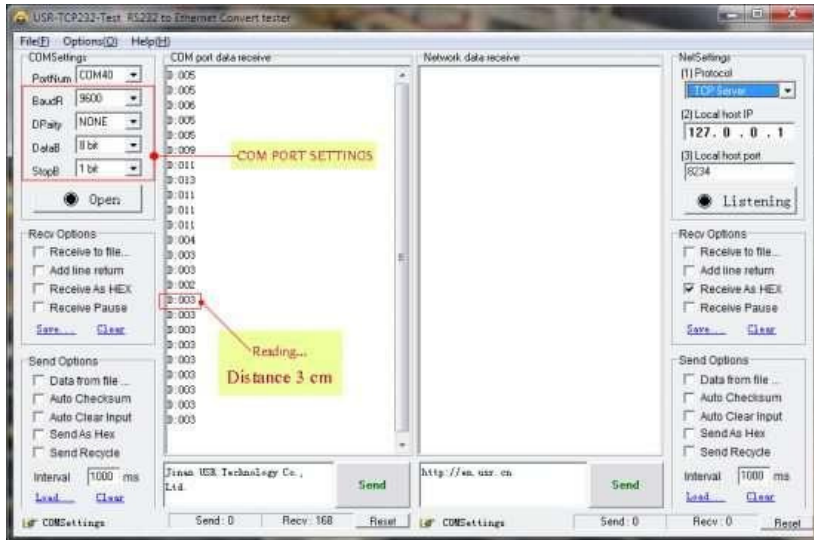 USR-TCP232-Test RS232 to Ethernet Convert tester
File(F) Options(O) Help(H)
COMSettings
PortNum COM40
BaudR 9600
DPaity NONE
DataB 8 bit
StopB 1 bit
Open
Recv Options
Receive to file...
Add line return
Receive As HEX
Receive Pause
Save... Clear
Send Options
Data from file ...
Auto Checksum
Auto Clear Input
Send As Hex
Send Recycle
Interval 1000 ms
Load... Clear
COM port data receive
D:005
D:005
D:006
D:005
D:005
D:009
D:011
D:013
D:011
D:011
D:011
D:004
D:003
D:003
D:002
D:003
D:003
D:003
D:003
D:003
D:003
D:003
D:003
COM PORT SETTINGS
Reading...
Distance 3 cm
Jinan USR Technology Co.,
Ltd.
Send
Network data receive
http://en.usr.cn
Send
NetSettings
(1) Protocol
TCP Server
(2) Local host IP
127. 0 . 0 . 1
(3) Local host port
8234
Listening
Recv Options
Receive to file...
Add line return
Receive As HEX
Receive Pause
Save... Clear
Send Options
Data from file ...
Auto Checksum
Auto Clear Input
Send As Hex
Send Recycle
Interval 1000 ms
Load... Clear
COMSettings Send : 0 Recv : 168 Reset
COMSettings Send : 0 Recv : 0 Reset